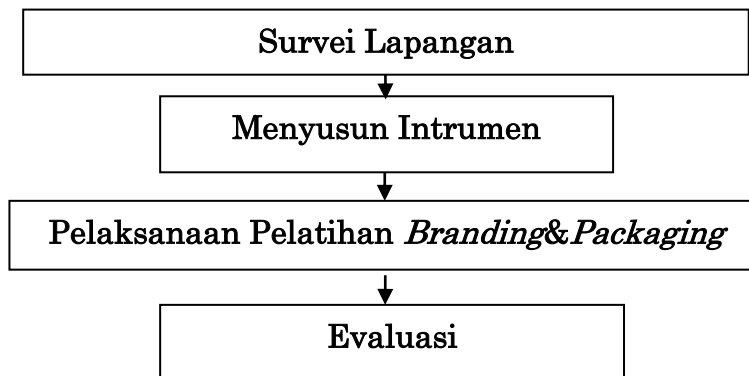 Survei Lapangan
Menyusun Intrumen
Pelaksanaan Pelatihan Branding&Packaging
Evaluasi